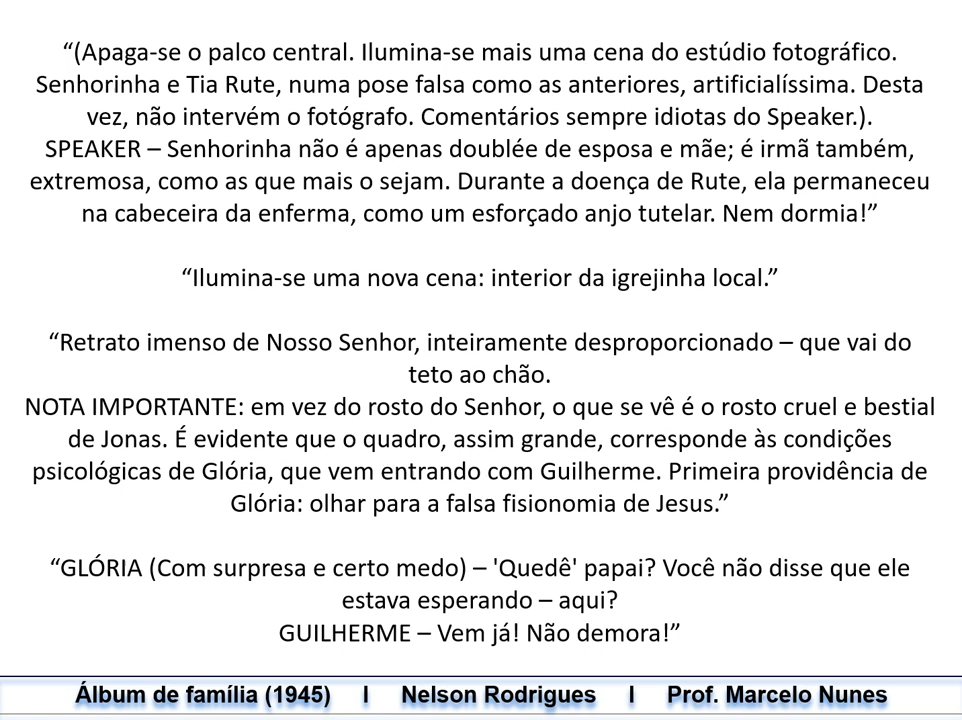 “(Apaga-se o palco central. Ilumina-se mais uma cena do estúdio fotográfico.
Senhorinha e Tia Rute, numa pose falsa como as anteriores, artificialíssima. Desta
vez, não intervém o fotógrafo. Comentários sempre idiotas do Speaker.).
SPEAKER – Senhorinha não é apenas doublée de esposa e mãe; é irmã também,
extremosa, como as que mais o sejam. Durante a doença de Rute, ela permaneceu
na cabeceira da enferma, como um esforçado anjo tutelar. Nem dormia!”
“Ilumina-se uma nova cena: interior da igrejinha local.”
“Retrato imenso de Nosso Senhor, inteiramente desproporcionado – que vai do
teto ao chão.
NOTA IMPORTANTE: em vez do rosto do Senhor, o que se vê é o rosto cruel e bestial
de Jonas. É evidente que o quadro, assim grande, corresponde às condições
psicológicas de Glória, que vem entrando com Guilherme. Primeira providência de
Glória: olhar para a falsa fisionomia de Jesus.”
“GLÓRIA (Com surpresa e certo medo) – 'Quedê' papai? Você não disse que ele
estava esperando – aqui?
GUILHERME – Vem já! Não demora!”
Álbum de família (1945) I Nelson Rodrigues I Prof. Marcelo Nunes